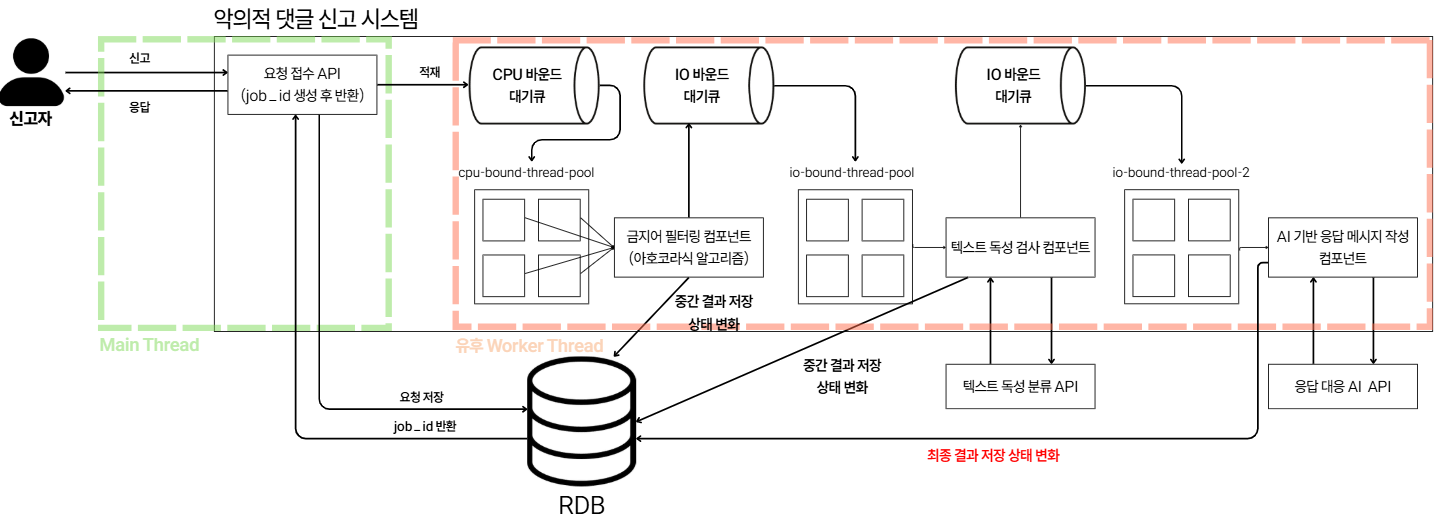 악의적 댓글 신고 시스템
신고
응답
신고자
요청 접수 API
(job_id 생성 후 반환)
적재
CPU 바운드
대기큐
IO 바운드
대기큐
IO 바운드
대기큐
cpu-bound-thread-pool
io-bound-thread-pool
io-bound-thread-pool-2
금지어 필터링 컴포넌트
(아호코라식 알고리즘)
텍스트 독성 검사 컴포넌트
AI 기반 응답 메시지 작성
컴포넌트
중간 결과 저장
상태 변화
Main Thread
유후 Worker Thread
중간 결과 저장
상태 변화
텍스트 독성 분류 API
응답 대응 AI API
요청 저장
job_id 반환
최종 결과 저장 상태 변화
RDB